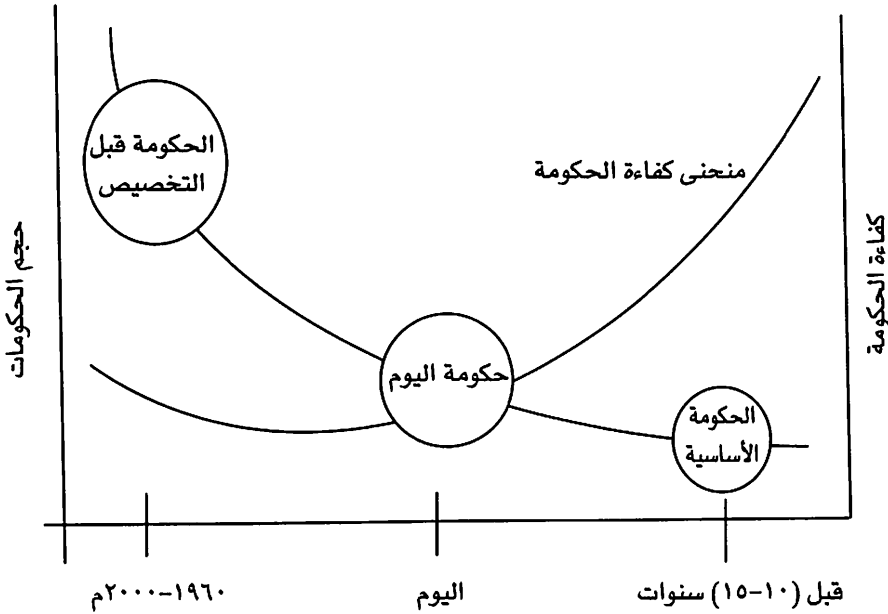 الحكومة قبل
التخصيص
منحنى كفاءة الحكومة
حجم الحكومات
كفاءة الحكومة
حكومة اليوم
الحكومة
الأساسية
١٩٦٠-٢٠٠٠م
اليوم
قبل (١٠-١٥) سنوات